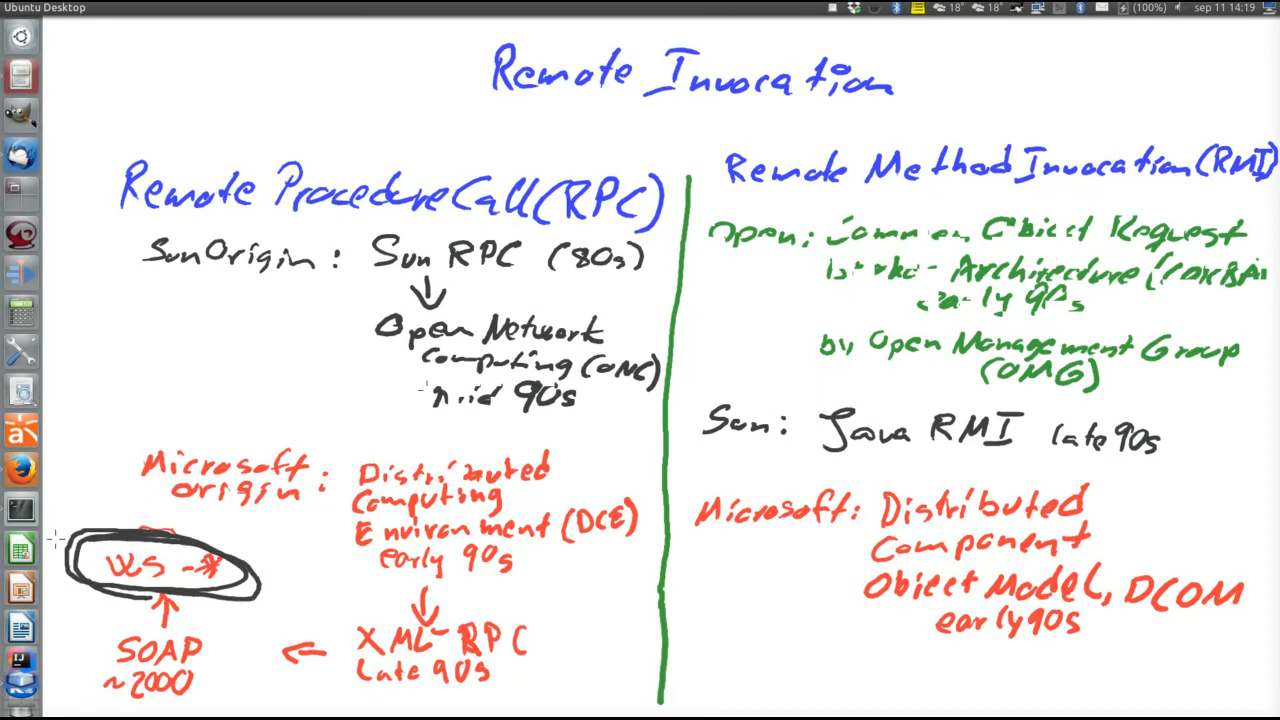 Ubuntu Desktop
18°
18°
(100%)
sep 11 14:19
Remote Invocation
Remote Procedure Call (RPC)
Sun Origin: Sun RPC (80s)
Open Network
Computing (ONC)
mid 90s
Microsoft
origin:
Distributed
Computing
Environment (DCE)
early 90s
XML-RPC
late 90s
SOAP
~2000
WS-*
Remote Method Invocation (RMI)
Open: Common Object Request
Broker Architecture (CORBA)
early 90s
by Open Management Group
(OMG)
Sun: Java RMI late 90s
Microsoft: Distributed
Component
Object Model, DCOM
early 90s